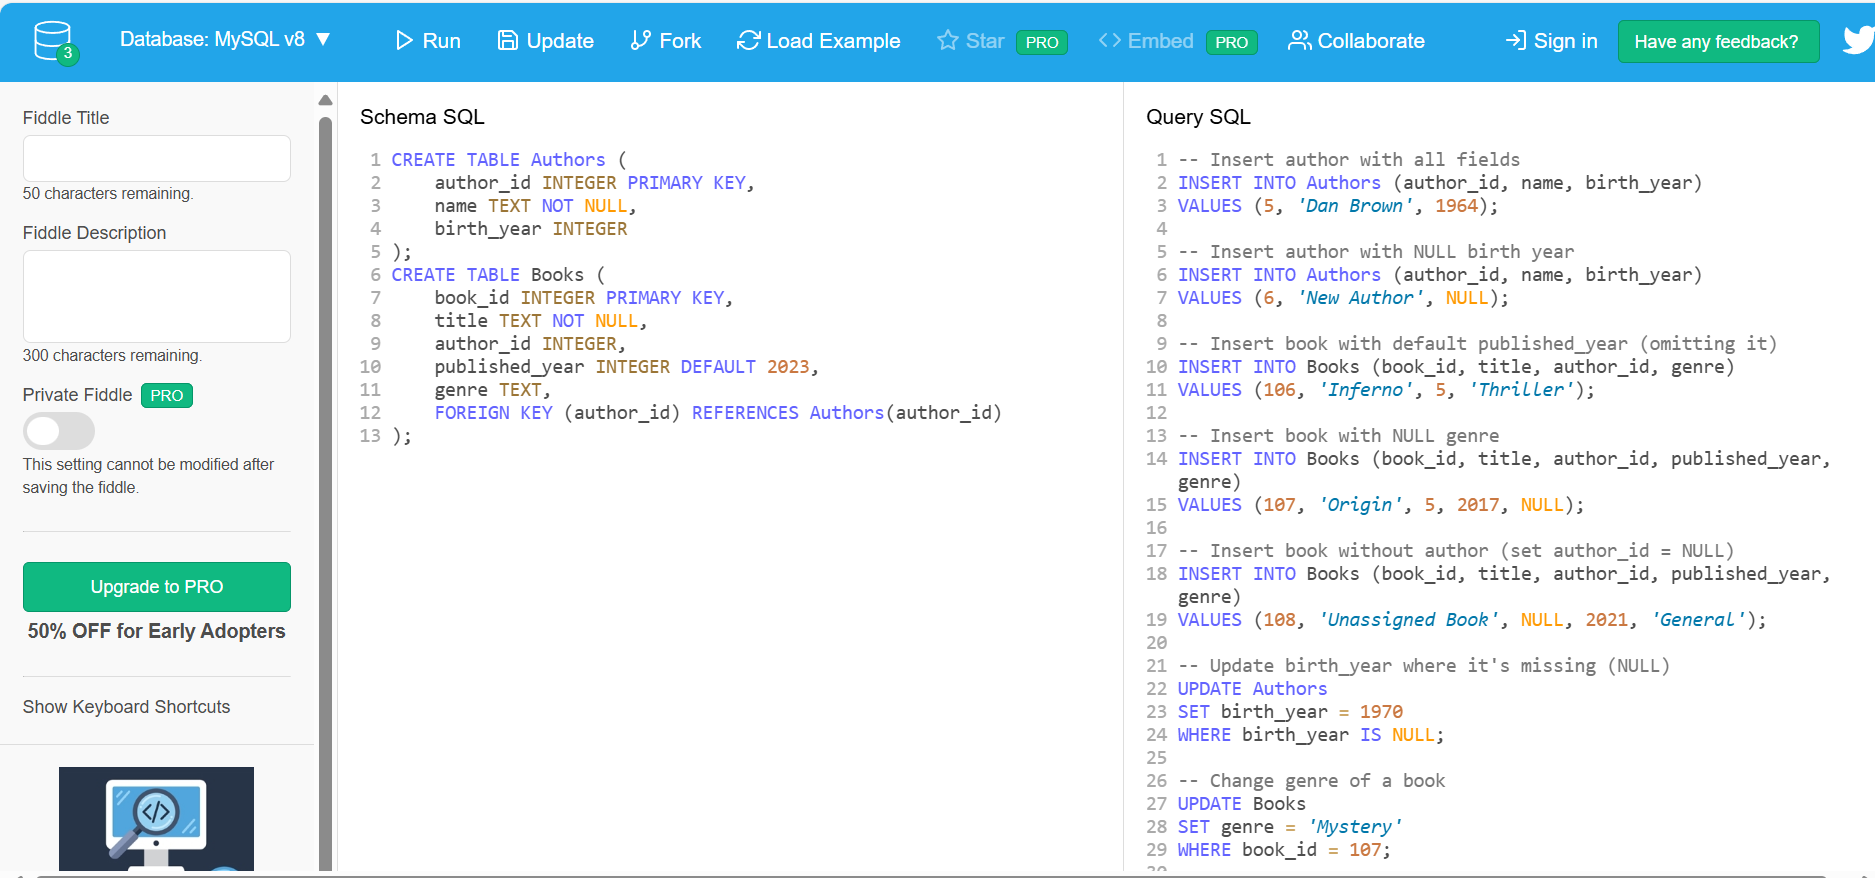 3
Database: MySQL v8 ▼
Run
Update
Fork
Load Example
Star PRO
Embed PRO
Collaborate
Sign in
Have any feedback?
Fiddle Title
50 characters remaining.
Fiddle Description
300 characters remaining.
Private Fiddle PRO
This setting cannot be modified after
saving the fiddle.
Upgrade to PRO
50% OFF for Early Adopters
Show Keyboard Shortcuts
</>
Schema SQL
1 CREATE TABLE Authors (
2     author_id INTEGER PRIMARY KEY,
3     name TEXT NOT NULL,
4     birth_year INTEGER
5 );
6 CREATE TABLE Books (
7     book_id INTEGER PRIMARY KEY,
8     title TEXT NOT NULL,
9     author_id INTEGER,
10     published_year INTEGER DEFAULT 2023,
11     genre TEXT,
12     FOREIGN KEY (author_id) REFERENCES Authors(author_id)
13 );
Query SQL
1 -- Insert author with all fields
2 INSERT INTO Authors (author_id, name, birth_year)
3 VALUES (5, 'Dan Brown', 1964);
4
5 -- Insert author with NULL birth year
6 INSERT INTO Authors (author_id, name, birth_year)
7 VALUES (6, 'New Author', NULL);
8
9 -- Insert book with default published_year (omitting it)
10 INSERT INTO Books (book_id, title, author_id, genre)
11 VALUES (106, 'Inferno', 5, 'Thriller');
12
13 -- Insert book with NULL genre
14 INSERT INTO Books (book_id, title, author_id, published_year,
genre)
15 VALUES (107, 'Origin', 5, 2017, NULL);
16
17 -- Insert book without author (set author_id = NULL)
18 INSERT INTO Books (book_id, title, author_id, published_year,
genre)
19 VALUES (108, 'Unassigned Book', NULL, 2021, 'General');
20
21 -- Update birth_year where it's missing (NULL)
22 UPDATE Authors
23 SET birth_year = 1970
24 WHERE birth_year IS NULL;
25
26 -- Change genre of a book
27 UPDATE Books
28 SET genre = 'Mystery'
29 WHERE book_id = 107;